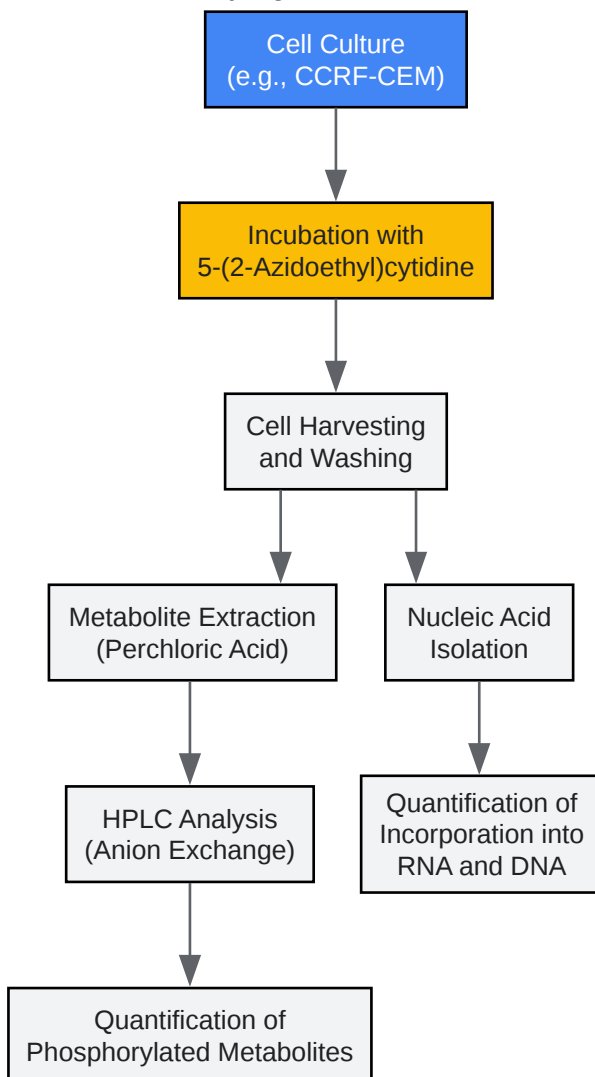 Cell Culture
(e.g., CCRF-CEM)
Incubation with
5-(2-Azidoethyl)cytidine
Cell Harvesting
and Washing
Metabolite Extraction
(Perchloric Acid)
Nucleic Acid
Isolation
HPLC Analysis
(Anion Exchange)
Quantification of
Incorporation into
RNA and DNA
Quantification of
Phosphorylated Metabolites